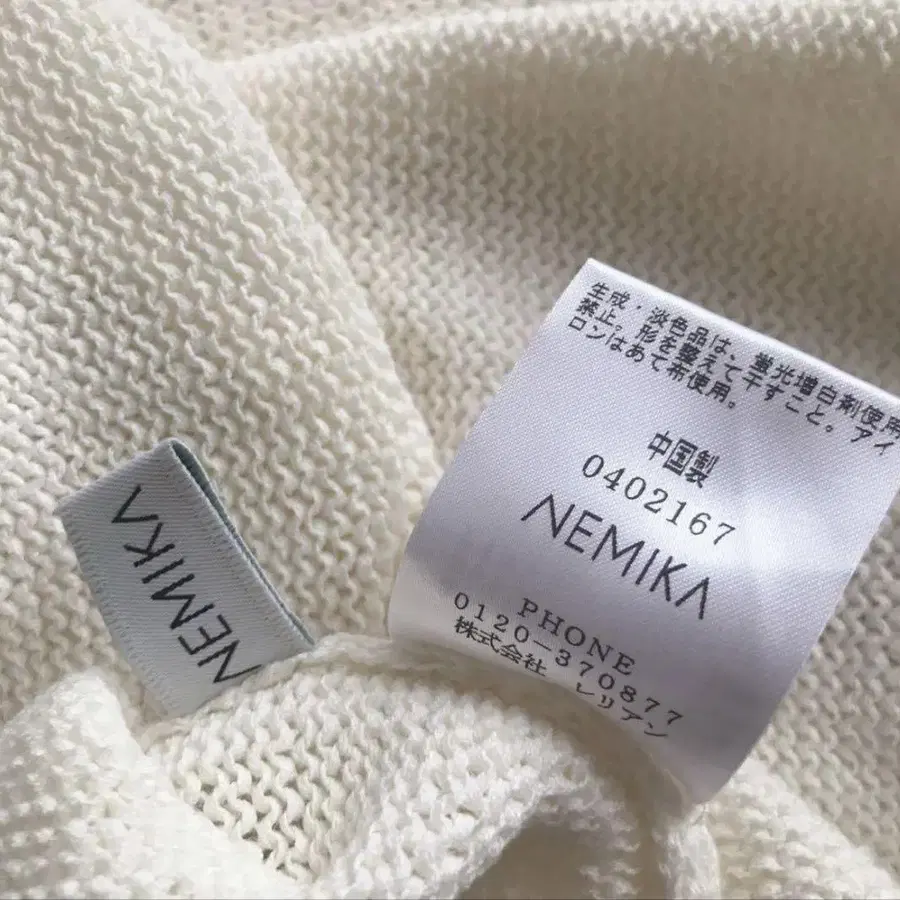 生成・淡色品は、蛍光増白剤使用
禁止。形を整えて干すこと。アイ
ロンはあて布使用。
中国製
0402167
NEMIKA
PHONE
0120-370877
株式会社 レリアン
NEMIKA